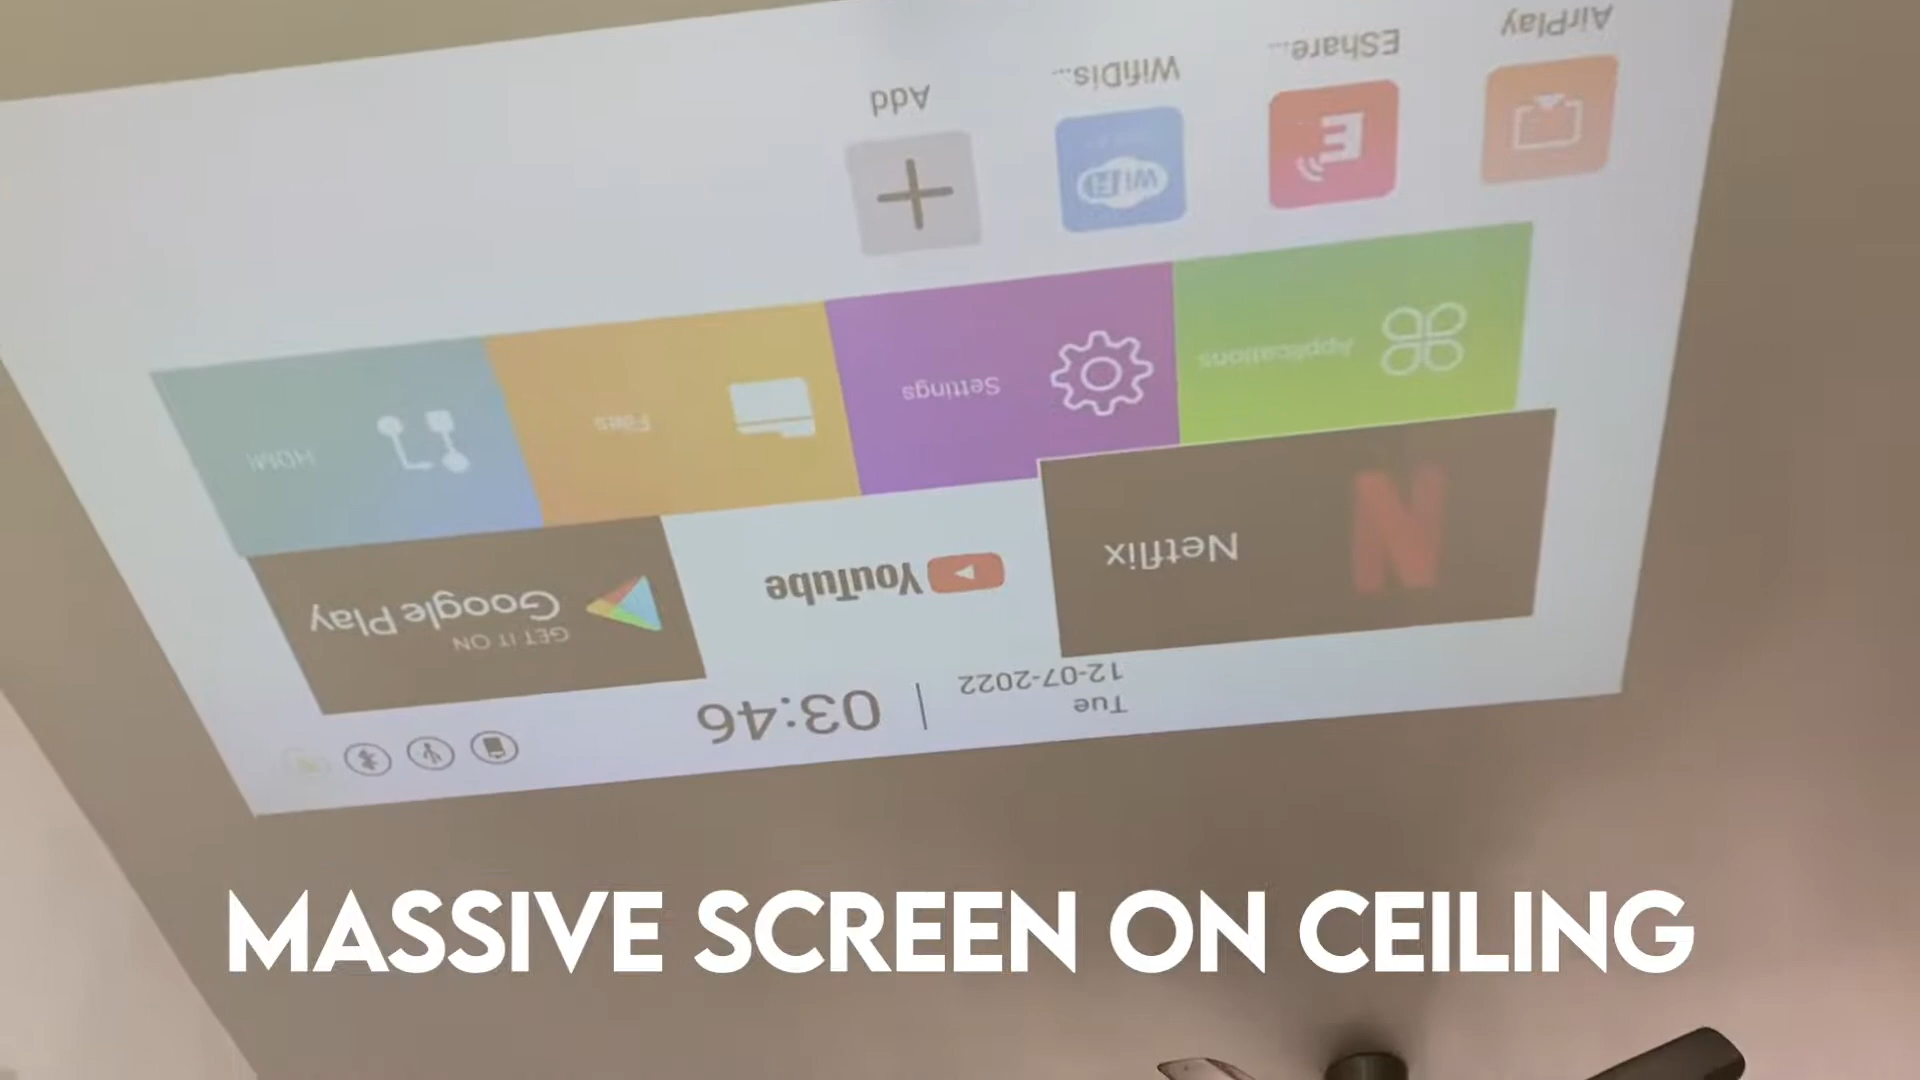 Tue
12-07-2022
03:46
Netflix
YouTube
GET IT ON
Google Play
Applications
Settings
Files
HDMI
AirPlay
EShare...
E
WifiDis...
WiFi
Add
MASSIVE SCREEN ON CEILING